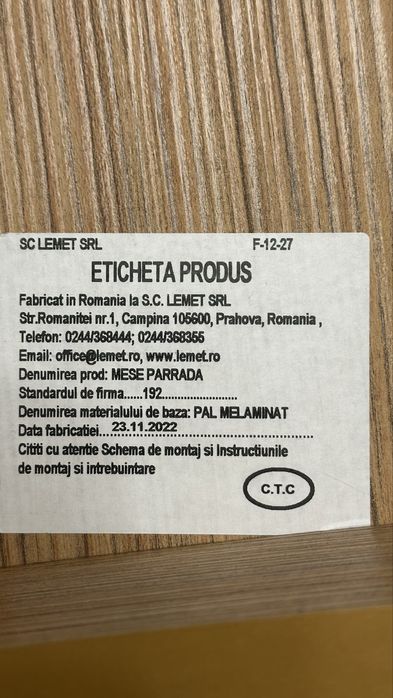 SC LEMET SRL F-12-27
ETICHETA PRODUS
Fabricat in Romania la S.C. LEMET SRL
Str.Romanitei nr.1, Campina 105600, Prahova, Romania ,
Telefon: 0244/368444; 0244/368355
Email: office@lemet.ro, www.lemet.ro
Denumirea prod: MESE PARRADA
Standardul de firma......192.........................
Denumirea materialului de baza: PAL MELAMINAT
Data fabricatiei....23.11.2022......................................
Cititi cu atentie Schema de montaj si Instructiunile
de montaj si intrebuintare
C.T.C